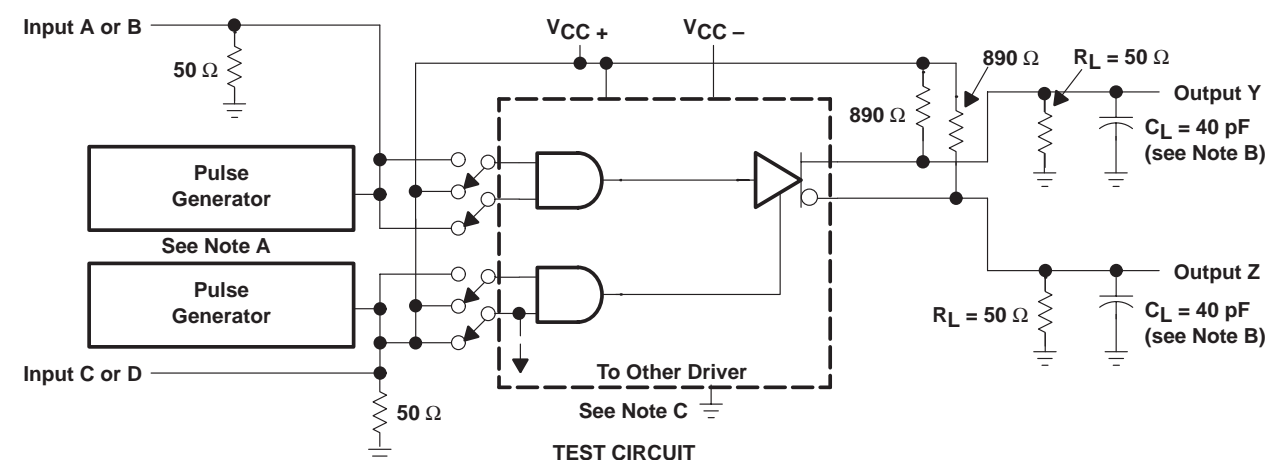 Input A or B
50 Ω
VCC +
VCC –
890 Ω
RL = 50 Ω
890 Ω
Output Y
CL = 40 pF
(see Note B)
Pulse
Generator
See Note A
Pulse
Generator
Output Z
RL = 50 Ω
CL = 40 pF
(see Note B)
Input C or D
To Other Driver
50 Ω
See Note C
TEST CIRCUIT